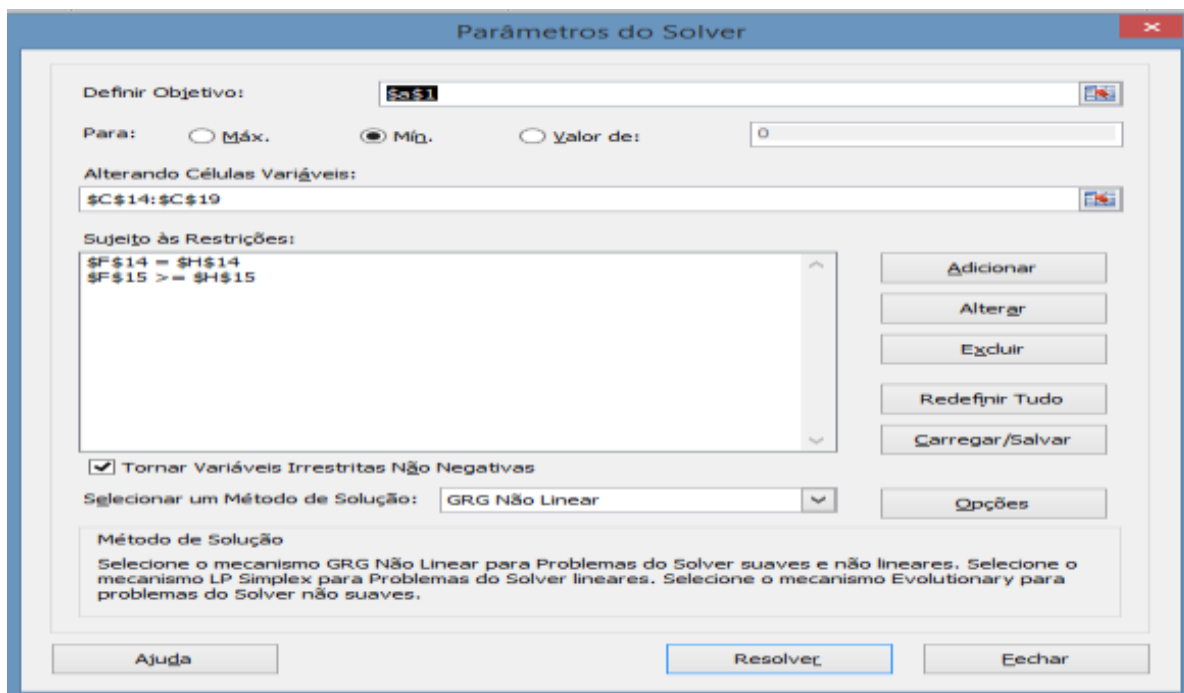 Parâmetros do Solver
Definir Objetivo: $a$1
Para: Máx. Mín. Valor de: 0
Alterando Células Variáveis:
$C$14:$C$19
Sujeito às Restrições:
$F$14 = $H$14
$F$15 >= $H$15
Adicionar
Alterar
Excluir
Redefinir Tudo
Carregar/Salvar
Tornar Variáveis Irrestritas Não Negativas
Selecionar um Método de Solução: GRG Não Linear Opções
Método de Solução
Selecione o mecanismo GRG Não Linear para Problemas do Solver suaves e não lineares. Selecione o
mecanismo LP Simplex para Problemas do Solver lineares. Selecione o mecanismo Evolutionary para
problemas do Solver não suaves.
Ajuda Resolver Fechar